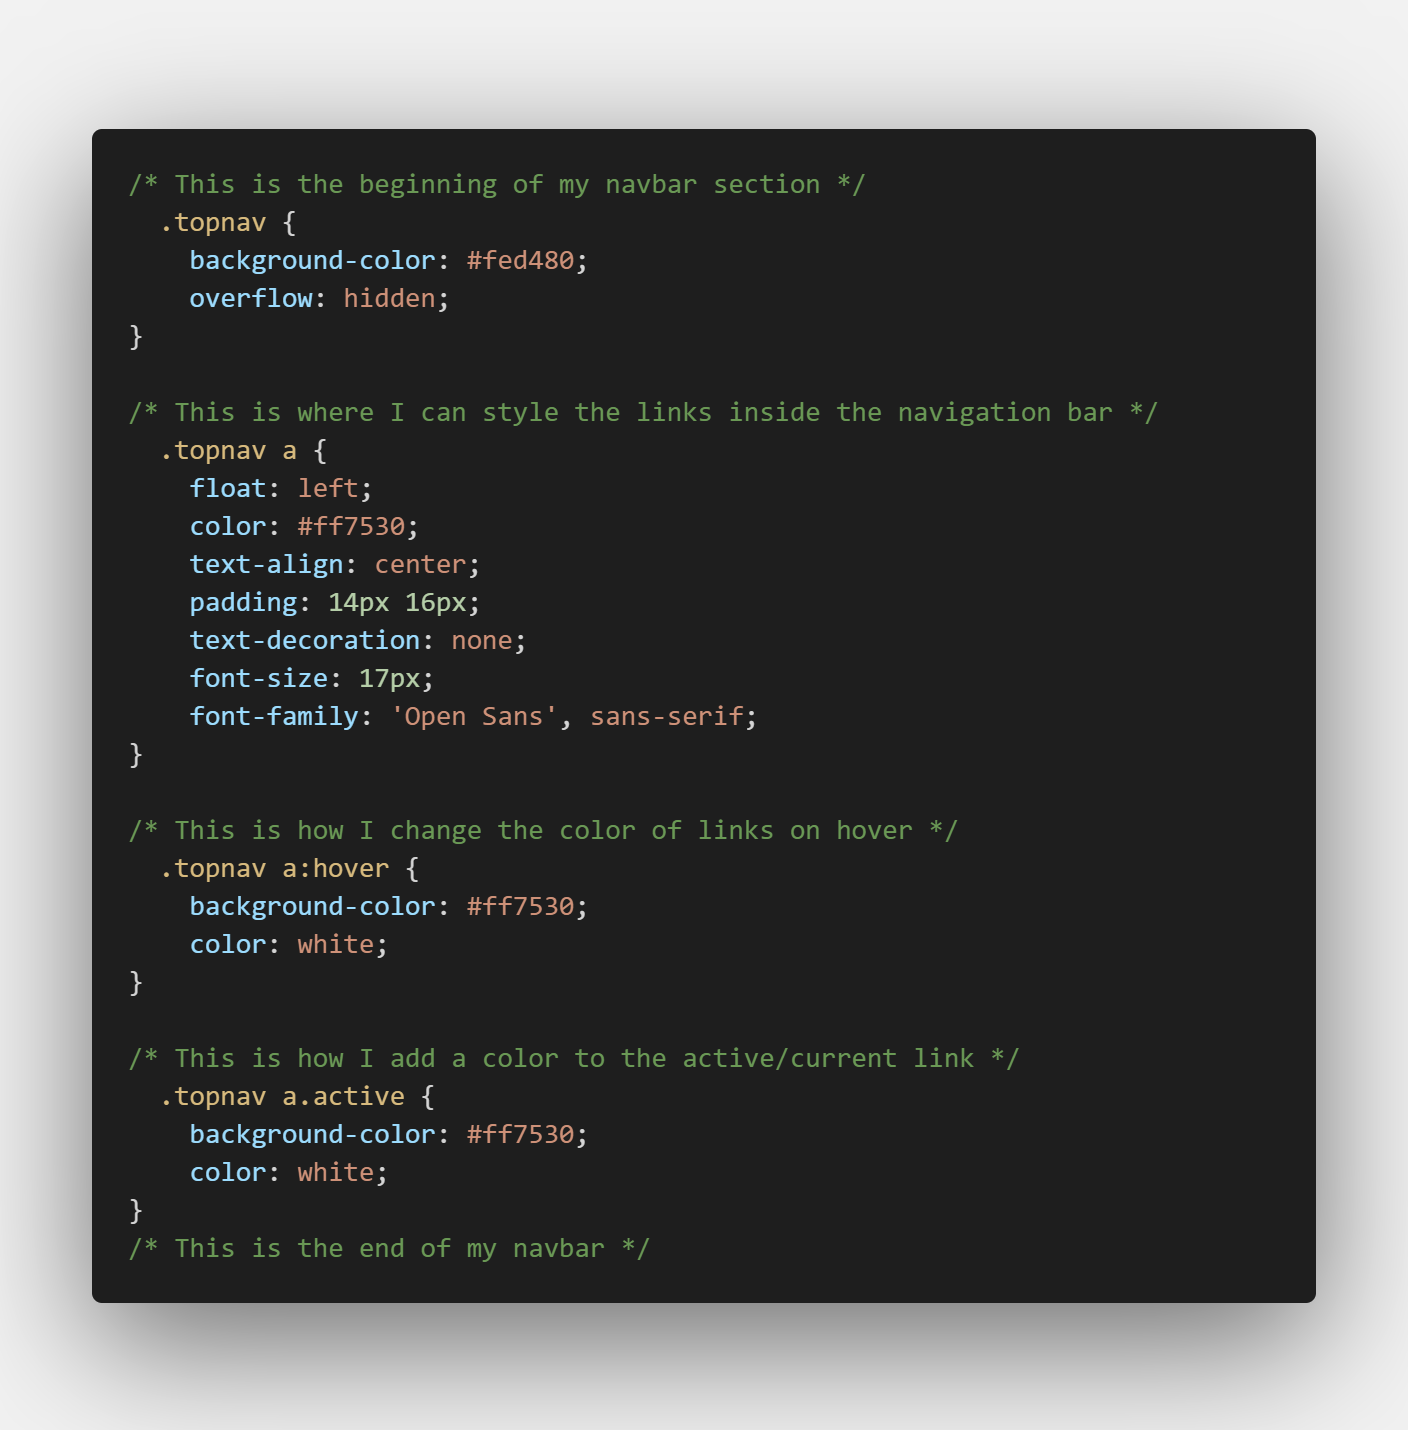 /* This is the beginning of my navbar section */
  .topnav {
    background-color: #fed480;
    overflow: hidden;
}

/* This is where I can style the links inside the navigation bar */
  .topnav a {
    float: left;
    color: #ff7530;
    text-align: center;
    padding: 14px 16px;
    text-decoration: none;
    font-size: 17px;
    font-family: 'Open Sans', sans-serif;
}

/* This is how I change the color of links on hover */
  .topnav a:hover {
    background-color: #ff7530;
    color: white;
}

/* This is how I add a color to the active/current link */
  .topnav a.active {
    background-color: #ff7530;
    color: white;
}
/* This is the end of my navbar */